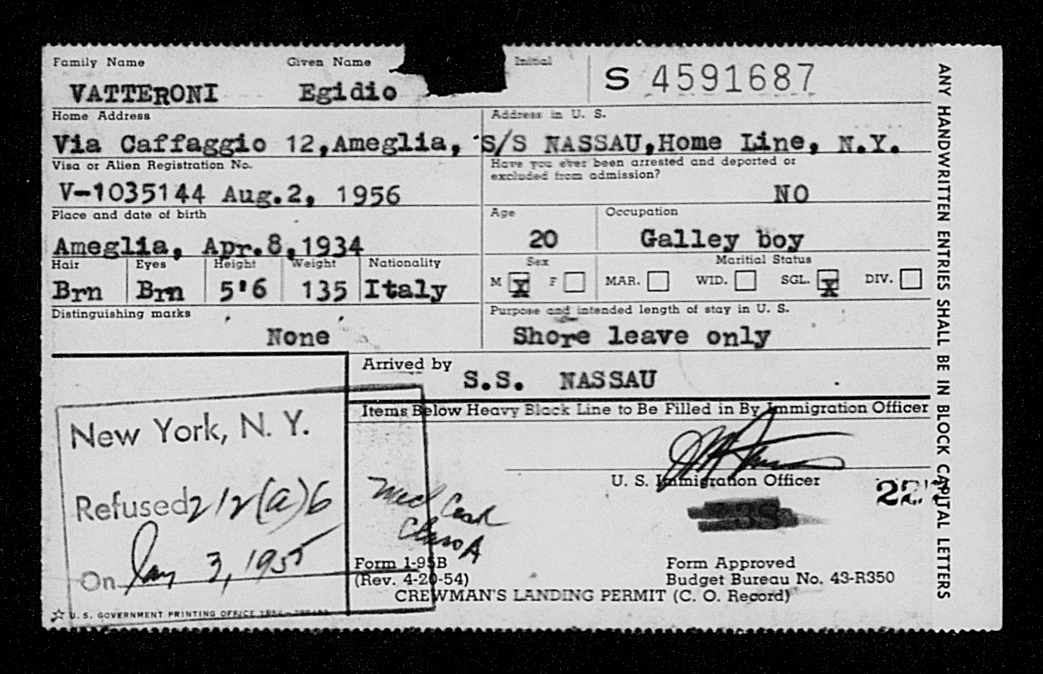 Family Name Given Name Initial
VATTERONI Egidio S 4591687
Home Address Address in U. S.
Via Caffaggio 12,Ameglia, S/S NASSAU,Home Line, N.Y.
Visa or Alien Registration No. Have you ever been arrested and deported or
excluded from admission?
V-1035144 Aug.2, 1956 NO
Place and date of birth Age Occupation
Ameglia, Apr.8,1934 20 Galley boy
Hair Eyes Height Weight Nationality Sex Maritial Status
Brn Brn 5'6 135 Italy M X F MAR. WID. SGL. X DIV.
Distinguishing marks Purpose and intended length of stay in U. S.
None Shore leave only
Arrived by
S.S. NASSAU
Items Below Heavy Black Line to Be Filled in By Immigration Officer
New York, N. Y.
U. S. Immigration Officer
Refused 2/2(a)6
Med Cert
Class A
On Jan 3, 1955
Form I-95B
(Rev. 4-20-54)
Form Approved
Budget Bureau No. 43-R350
CREWMAN'S LANDING PERMIT (C. O. Record)
U.S. GOVERNMENT PRINTING OFFICE
ANY HANDWRITTEN ENTRIES SHALL BE IN BLOCK CAPITAL LETTERS